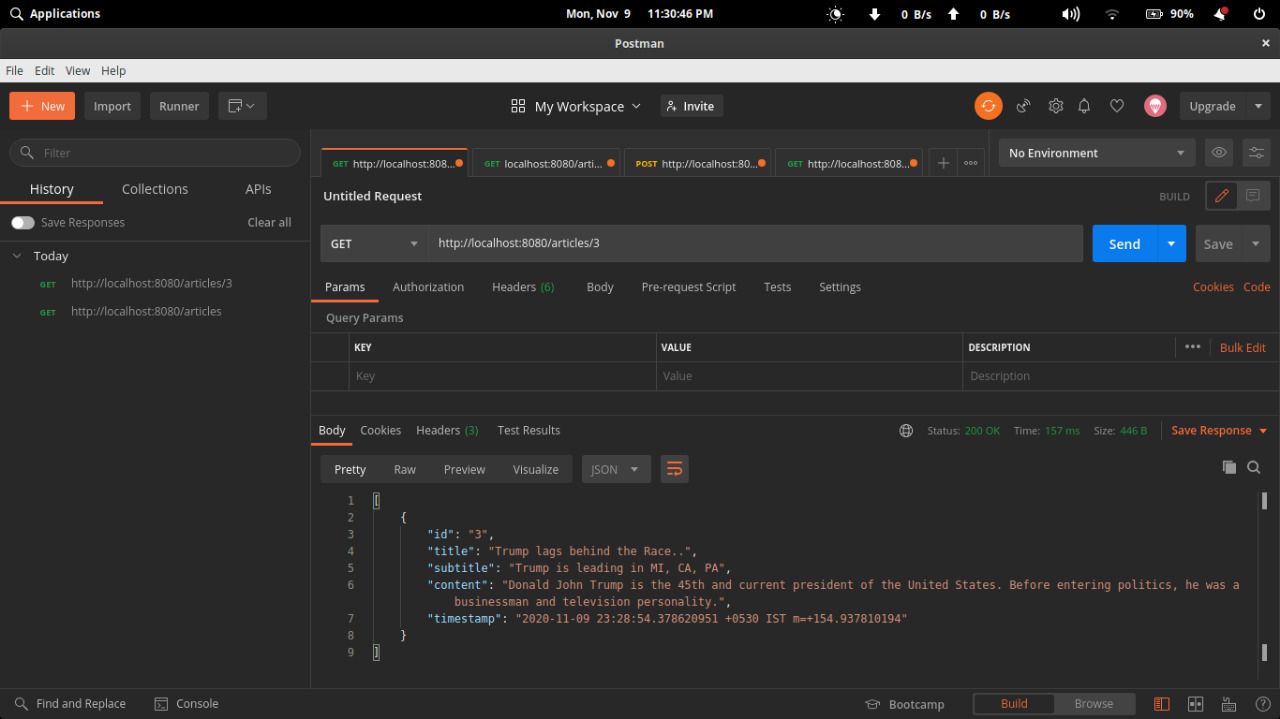 Applications
Mon, Nov 9 11:30:46 PM
0 B/s 0 B/s
90%
Postman
×
File Edit View Help
+ New Import Runner
My Workspace
Invite
Upgrade
Filter
GET http://localhost:808...
GET localhost:8080/arti...
POST http://localhost:80...
GET http://localhost:808...
+ •••
No Environment
History Collections APIs
Untitled Request
BUILD
Save Responses Clear all
GET http://localhost:8080/articles/3
Send Save
Today
GET http://localhost:8080/articles/3
GET http://localhost:8080/articles
Params Authorization Headers (6) Body Pre-request Script Tests Settings
Cookies Code
Query Params
KEY VALUE DESCRIPTION ••• Bulk Edit
Key Value Description
Body Cookies Headers (3) Test Results
Status: 200 OK Time: 157 ms Size: 446 B Save Response
Pretty Raw Preview Visualize JSON
1 [
2 {
3 "id": "3",
4 "title": "Trump lags behind the Race..",
5 "subtitle": "Trump is leading in MI, CA, PA",
6 "content": "Donald John Trump is the 45th and current president of the United States. Before entering politics, he was a
businessman and television personality.",
7 "timestamp": "2020-11-09 23:28:54.378620951 +0530 IST m=+154.937810194"
8 }
9 ]
Find and Replace Console
Bootcamp Build Browse
?